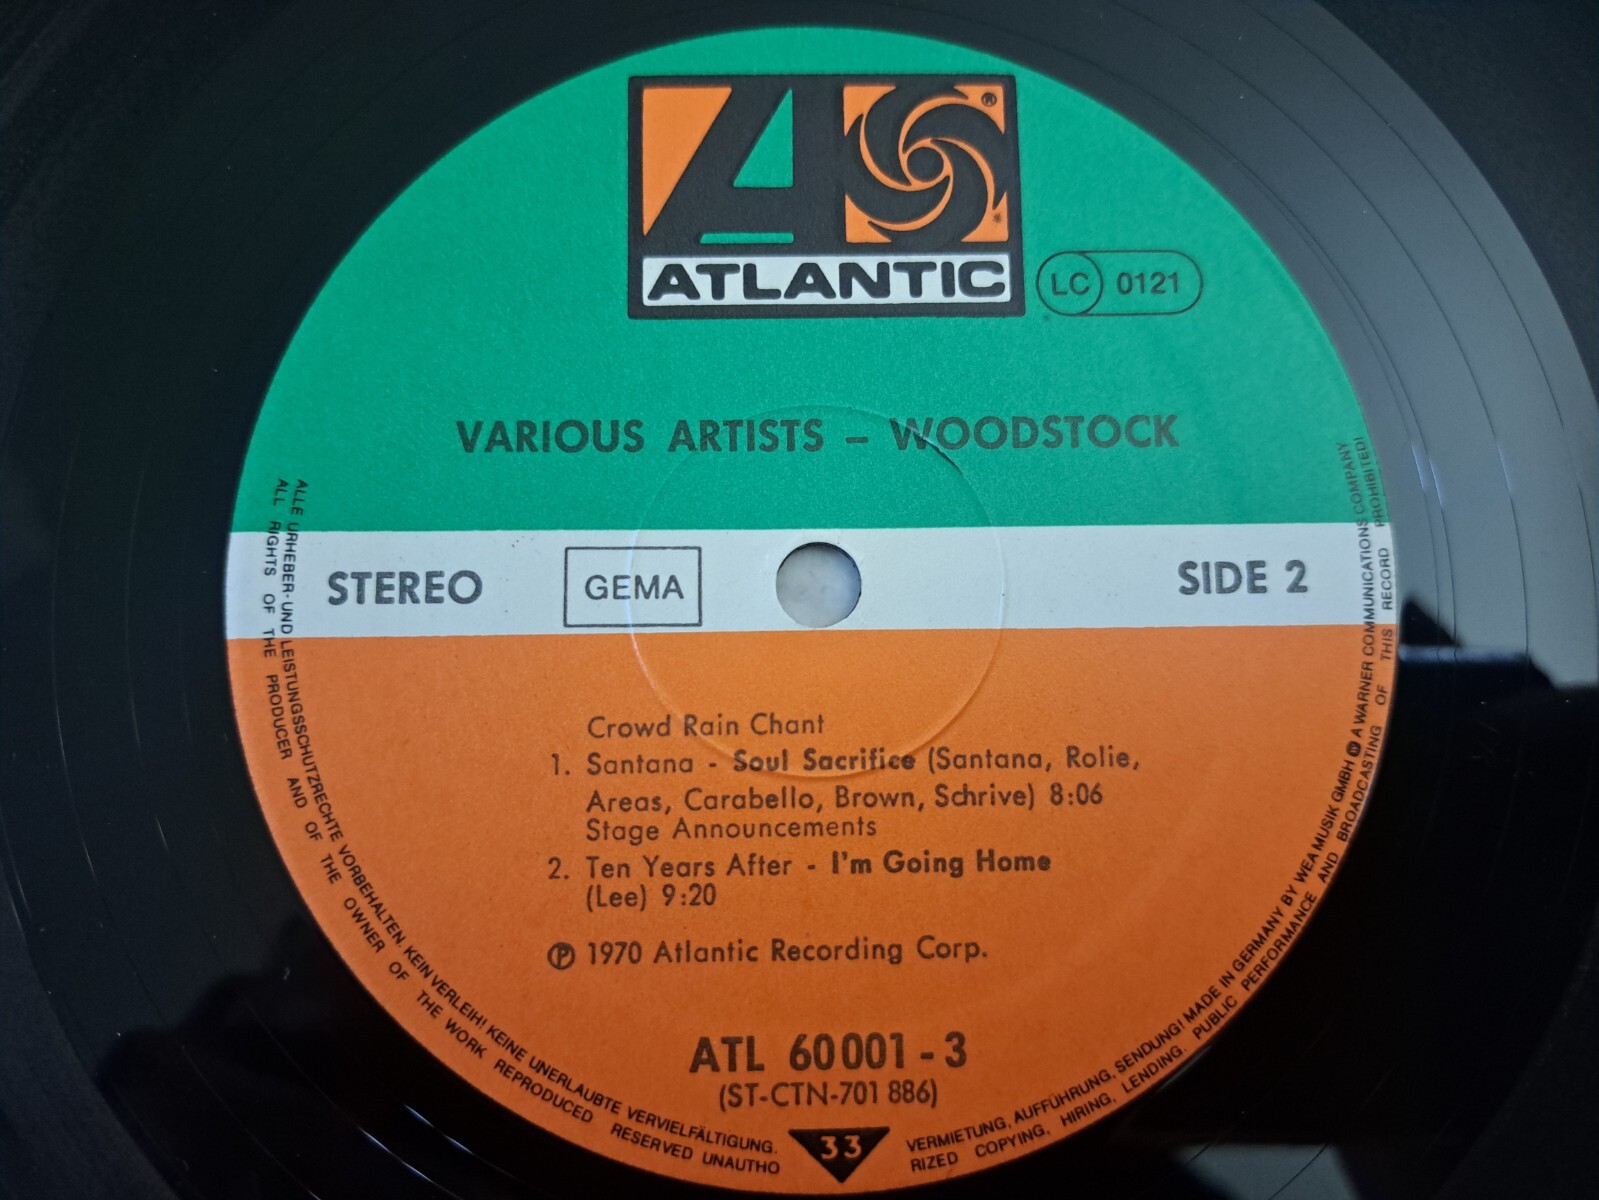 ATLANTIC
®
LC 0121
VARIOUS ARTISTS – WOODSTOCK
STEREO GEMA SIDE 2
Crowd Rain Chant
1. Santana - Soul Sacrifice (Santana, Rolie,
Areas, Carabello, Brown, Schrive) 8:06
Stage Announcements
2. Ten Years After - I'm Going Home
(Lee) 9:20
Ⓟ 1970 Atlantic Recording Corp.
ATL 60001-3
(ST-CTN-701 886)
33
ALLE URHEBER- UND LEISTUNGSSCHUTZRECHTE VORBEHALTEN. KEIN VERLEIH! KEINE UNERLAUBTE VERVIELFÄLTIGUNG. VERMIETUNG, AUFFÜHRUNG, SENDUNG! MADE IN GERMANY BY WEA MUSIK GMBH A WARNER COMMUNICATIONS COMPANY
ALL RIGHTS OF THE PRODUCER AND OF THE OWNER OF THE WORK REPRODUCED RESERVED UNAUTHORIZED COPYING, HIRING, LENDING. PUBLIC PERFORMANCE AND BROADCASTING OF THIS RECORD PROHIBITED!